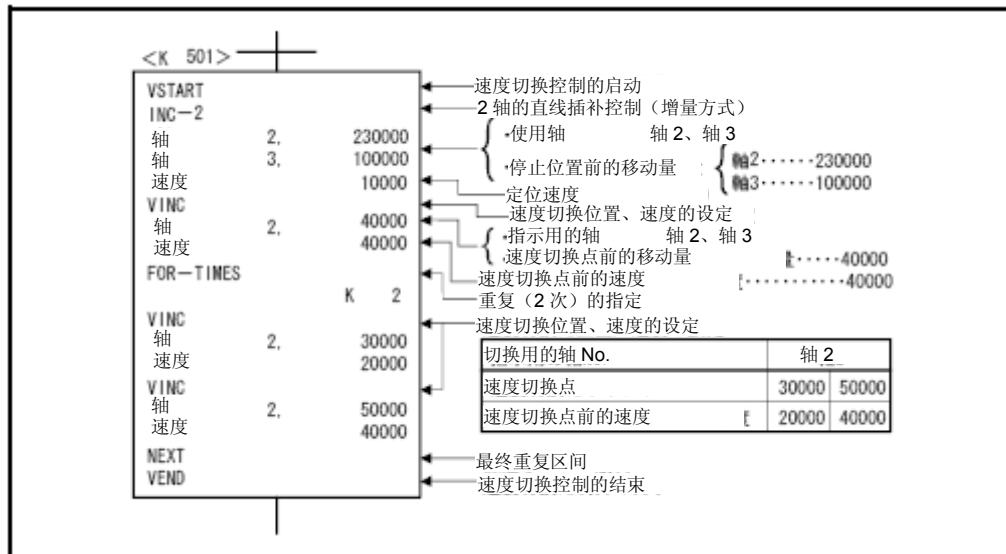 <K 501>
VSTART
速度切换控制的启动
INC-2
2 轴的直线插补控制（增量方式）
轴 2, 230000
轴 3, 100000
·使用轴 轴 2、轴 3
·停止位置前的移动量
軸2······230000
軸3······100000
速度 10000
定位速度
VINC
速度切换位置、速度的设定
轴 2, 40000
速度 40000
·指示用的轴 轴 2、轴 3
速度切换点前的移动量 ·····40000
速度切换点前的速度 ···········40000
FOR-TIMES
K 2
重复（2 次）的指定
VINC
速度切换位置、速度的设定
轴 2, 30000
速度 20000
VINC
轴 2, 50000
速度 40000
切换用的轴 No. 轴 2
速度切换点 30000 50000
速度切换点前的速度 20000 40000
NEXT
最终重复区间
VEND
速度切换控制的结束